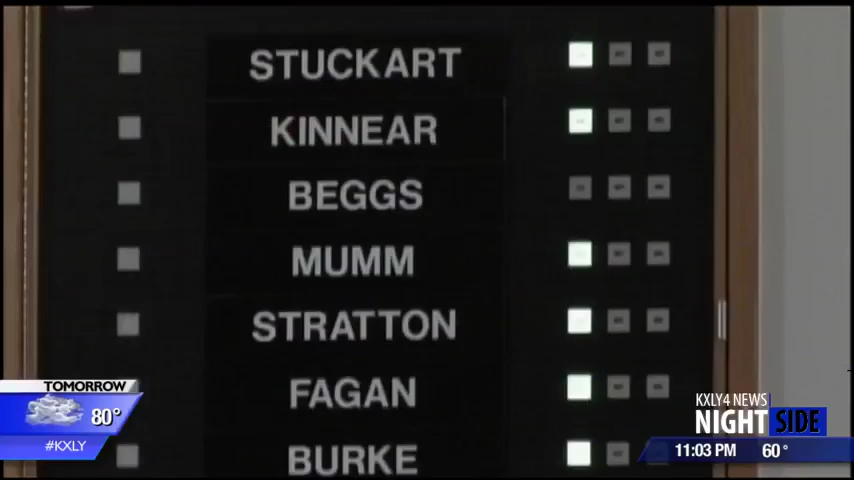 STUCKART
KINNEAR
BEGGS
MUMM
STRATTON
FAGAN
BURKE
TOMORROW
80°
#KXLY
KXLY4 NEWS
NIGHTSIDE
11:03 PM 60°